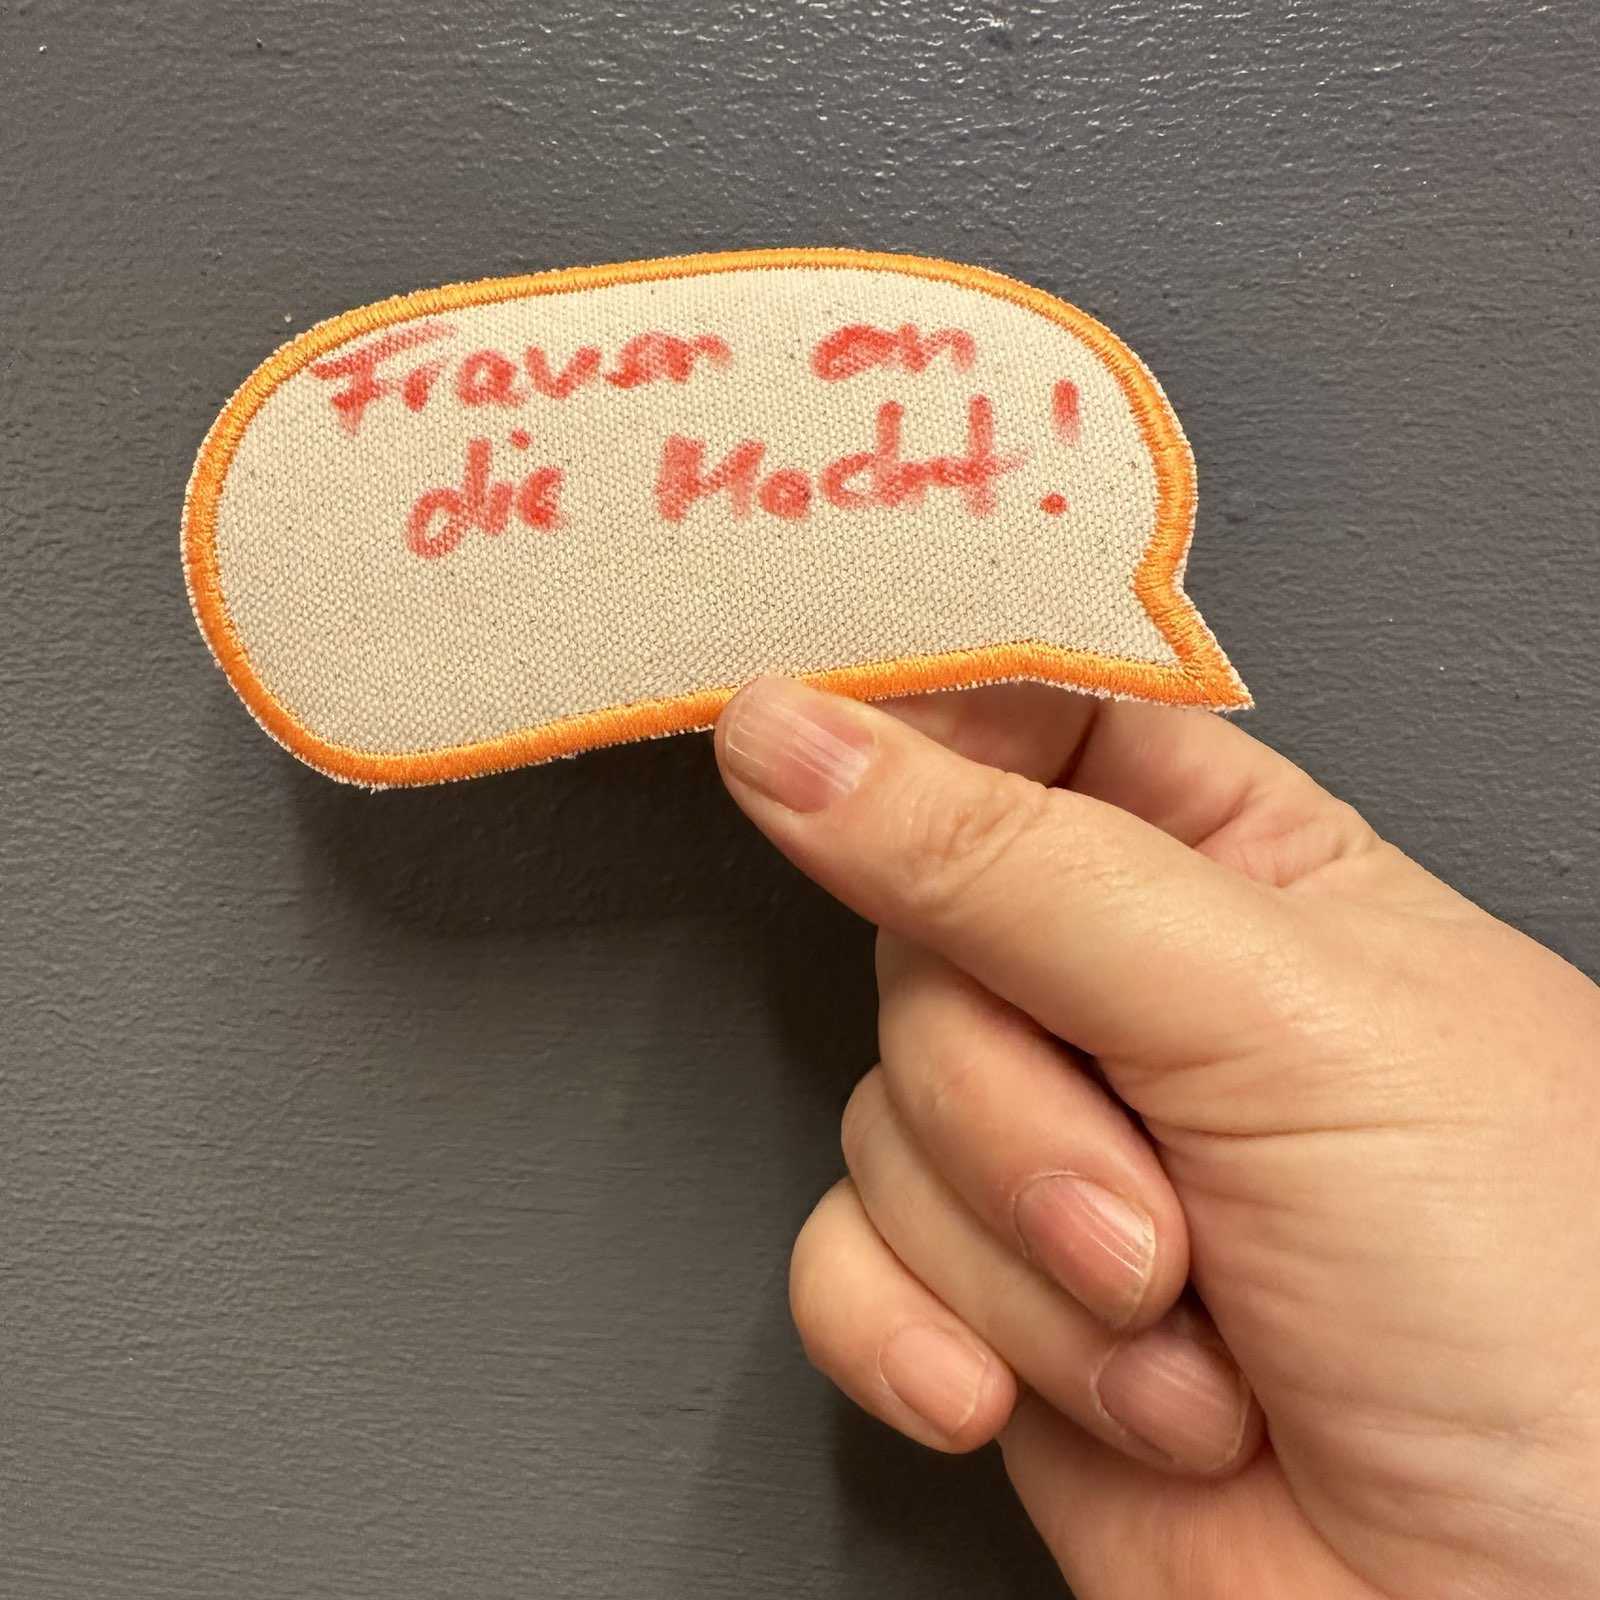 Frauen an
die Macht!